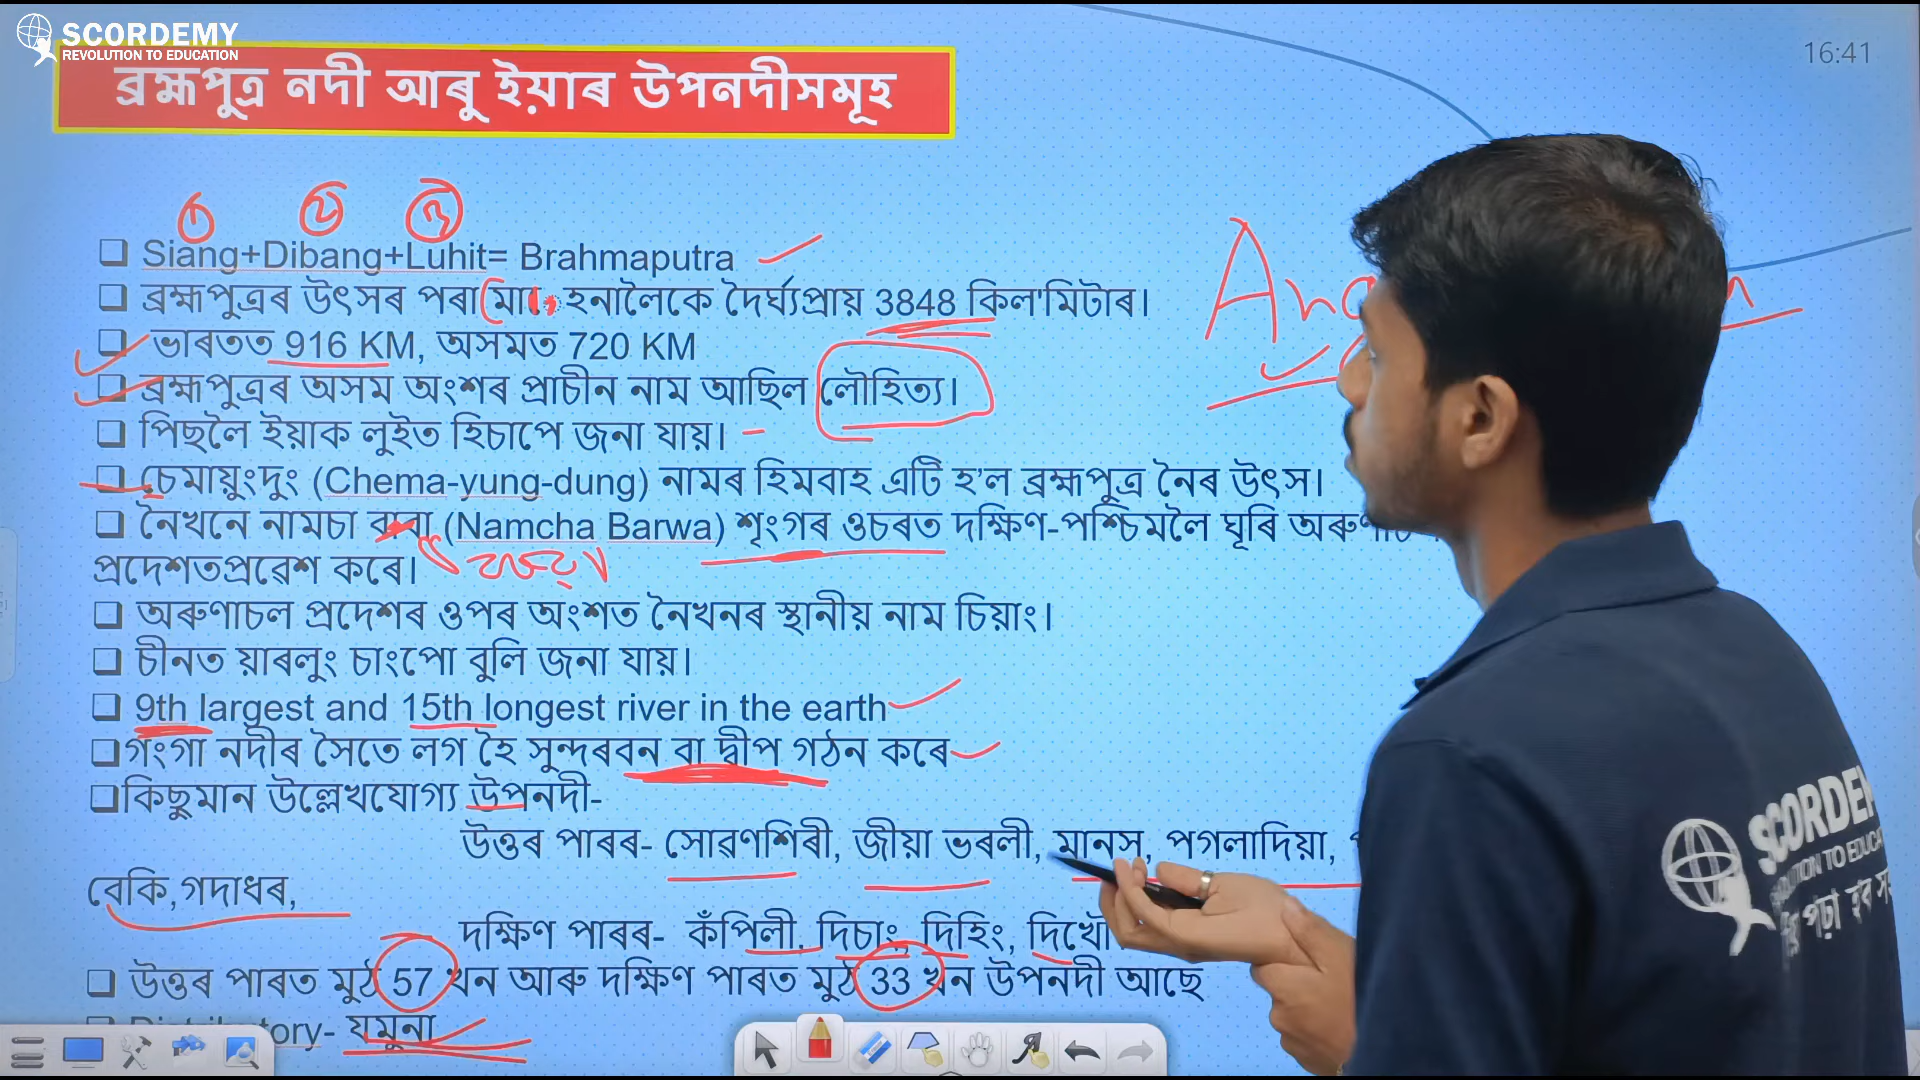 SCORDEMY
REVOLUTION TO EDUCATION
16:41
ব্ৰহ্মপুত্ৰ নদী আৰু ইয়াৰ উপনদীসমূহ
১ ২ ৩
Siang+Dibang+Luhit= Brahmaputra
ব্ৰহ্মপুত্ৰৰ উৎসৰ পৰা হনালৈকে দৈৰ্ঘ্যপ্ৰায় 3848 কিল'মিটাৰ।
ভাৰতত 916 KM, অসমত 720 KM
ব্ৰহ্মপুত্ৰৰ অসম অংশৰ প্ৰাচীন নাম আছিল লৌহিত্য।
পিছলৈ ইয়াক লুইত হিচাপে জনা যায়।
চেমায়ুংদুং (Chema-yung-dung) নামৰ হিমবাহ এটি হ'ল ব্ৰহ্মপুত্ৰ নৈৰ উৎস।
নৈখনে নামচা (Namcha Barwa) শৃংগৰ ওচৰত দক্ষিণ-পশ্চিমলৈ ঘূৰি
প্ৰদেশতপ্ৰৱেশ কৰে।
অৰুণাচল প্ৰদেশৰ ওপৰ অংশত নৈখনৰ স্থানীয় নাম চিয়াং।
চীনত য়াৰলুং চাংপো বুলি জনা যায়।
9th largest and 15th longest river in the earth
গংগা নদীৰ সৈতে লগ হৈ সুন্দৰবন বা দ্বীপ গঠন কৰে
কিছুমান উল্লেখযোগ্য উপনদী-
উত্তৰ পাৰৰ- সোৱণশিৰী, জীয়া ভৰলী, মানস, পগলাদিয়া,
বেকি,গদাধৰ,
দক্ষিণ পাৰৰ- কঁপিলী, দিচাং, দিহিং, দিখৌ
উত্তৰ পাৰত মুঠ 57 খন আৰু দক্ষিণ পাৰত মুঠ 33 খন উপনদী আছে
যমুনা